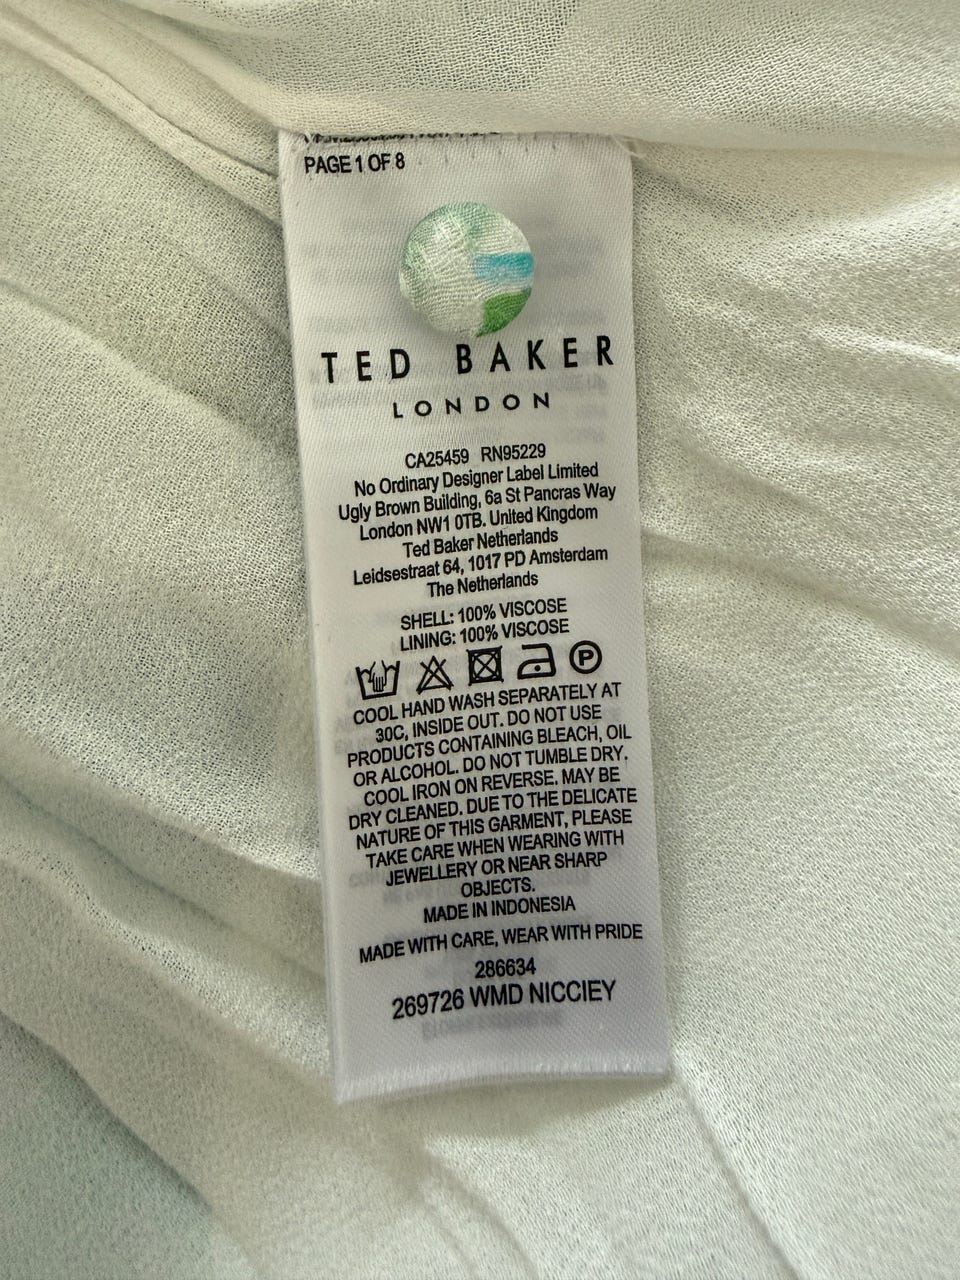 PAGE 1 OF 8
TED BAKER
LONDON
CA25459 RN95229
No Ordinary Designer Label Limited
Ugly Brown Building, 6a St Pancras Way
London NW1 0TB. United Kingdom
Ted Baker Netherlands
Leidsestraat 64, 1017 PD Amsterdam
The Netherlands
SHELL: 100% VISCOSE
LINING: 100% VISCOSE
P
COOL HAND WASH SEPARATELY AT
30C, INSIDE OUT. DO NOT USE
PRODUCTS CONTAINING BLEACH, OIL
OR ALCOHOL. DO NOT TUMBLE DRY.
COOL IRON ON REVERSE. MAY BE
DRY CLEANED. DUE TO THE DELICATE
NATURE OF THIS GARMENT, PLEASE
TAKE CARE WHEN WEARING WITH
JEWELLERY OR NEAR SHARP
OBJECTS.
MADE IN INDONESIA
MADE WITH CARE, WEAR WITH PRIDE
286634
269726 WMD NICCIEY